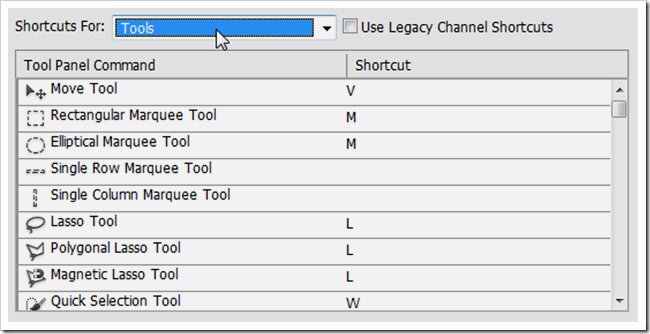 Shortcuts For: Tools Use Legacy Channel Shortcuts
Tool Panel Command Shortcut
Move Tool V
Rectangular Marquee Tool M
Elliptical Marquee Tool M
Single Row Marquee Tool
Single Column Marquee Tool
Lasso Tool L
Polygonal Lasso Tool L
Magnetic Lasso Tool L
Quick Selection Tool W